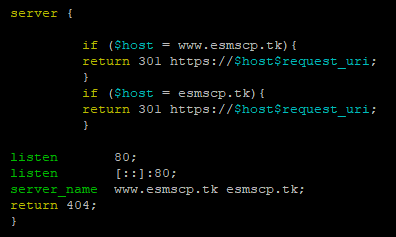 server {
if ($host = www.esmscp.tk){
return 301 https://$host$request_uri;
}
if ($host = esmscp.tk){
return 301 https://$host$request_uri;
}
listen 80;
listen [::]:80;
server_name www.esmscp.tk esmscp.tk;
return 404;
}